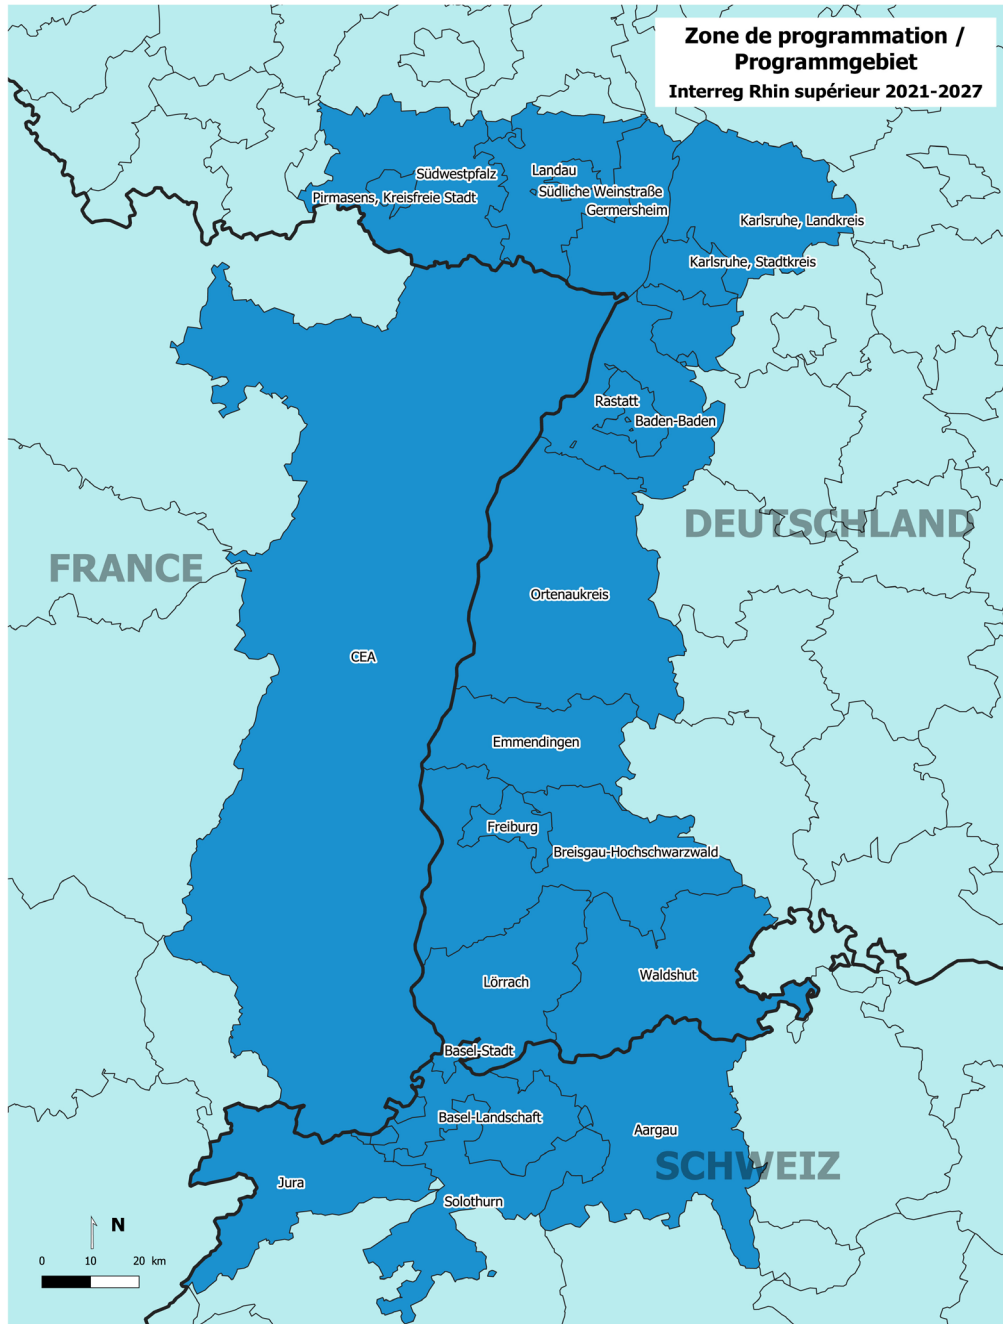 Zone de programmation /
Programmgebiet
Interreg Rhin supérieur 2021-2027
Südwestpfalz
Landau
Pirmasens, Kreisfreie Stadt
Südliche Weinstraße
Germersheim
Karlsruhe, Landkreis
Karlsruhe, Stadtkreis
Rastatt
Baden-Baden
DEUTSCHLAND
FRANCE
Ortenaukreis
CEA
Emmendingen
Freiburg
Breisgau-Hochschwarzwald
Lörrach
Waldshut
Basel-Stadt
Basel-Landschaft
Aargau
SCHWEIZ
Jura
Solothurn
N
0 10 20 km